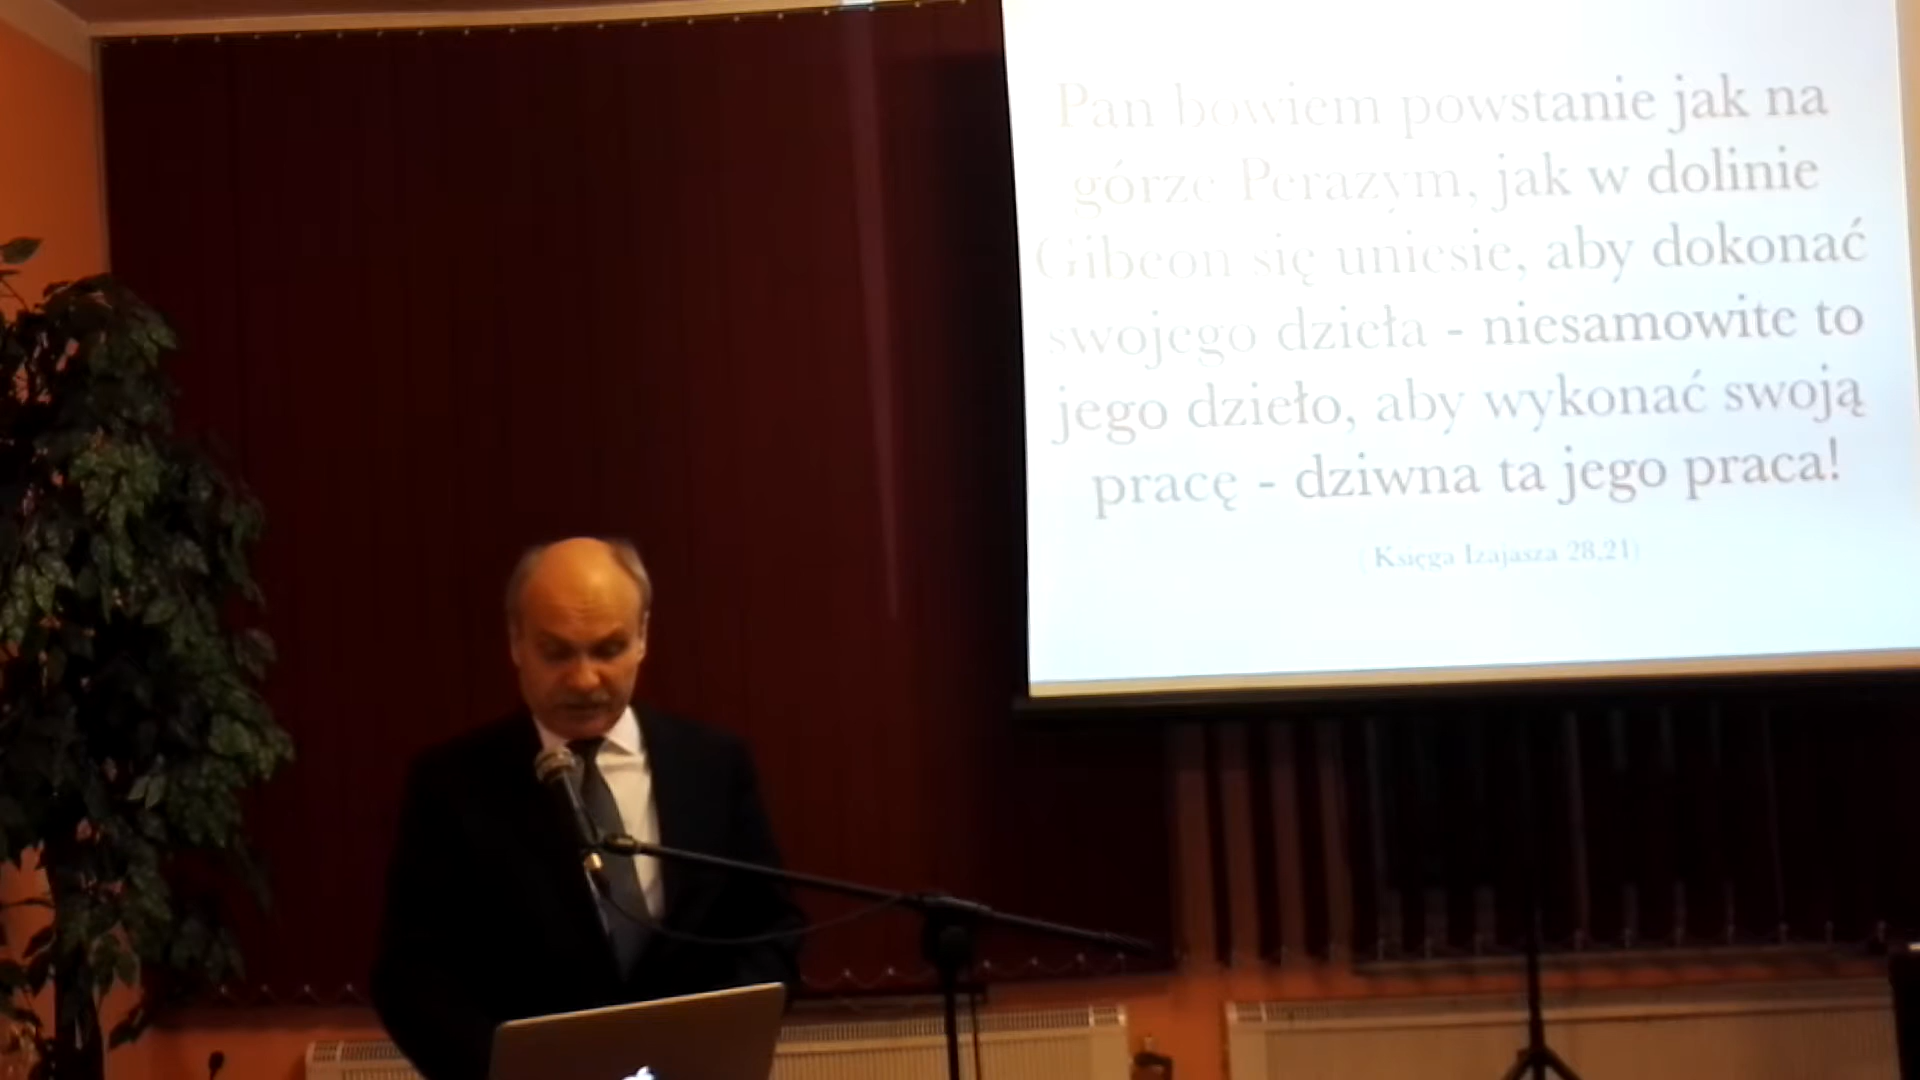 Pan bowiem powstanie jak na
górze Perazym, jak w dolinie
Gibeon się uniesie, aby dokonać
swojego dzieła - niesamowite to
jego dzieło, aby wykonać swoją
pracę - dziwna ta jego praca!
( Księga Izajasza 28,21)